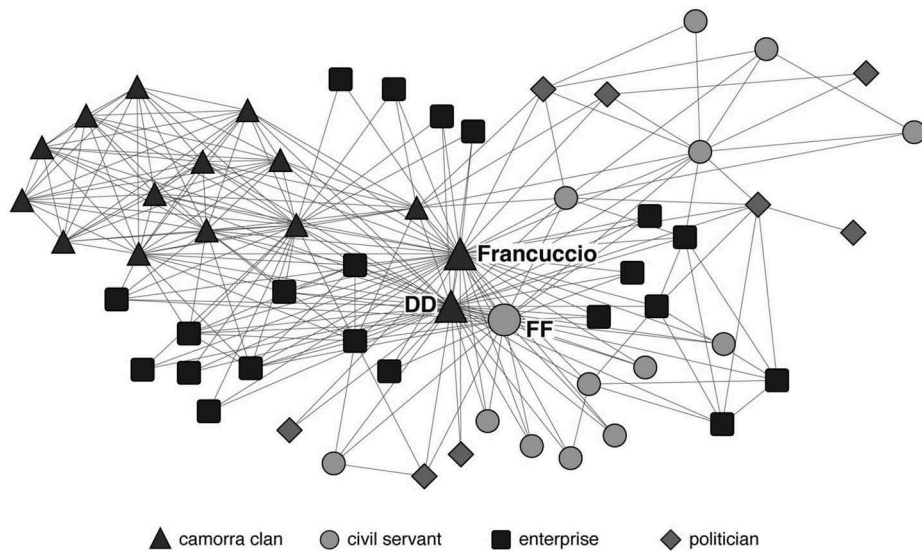 Francuccio
DD
FF
camorra clan
civil servant
enterprise
politician